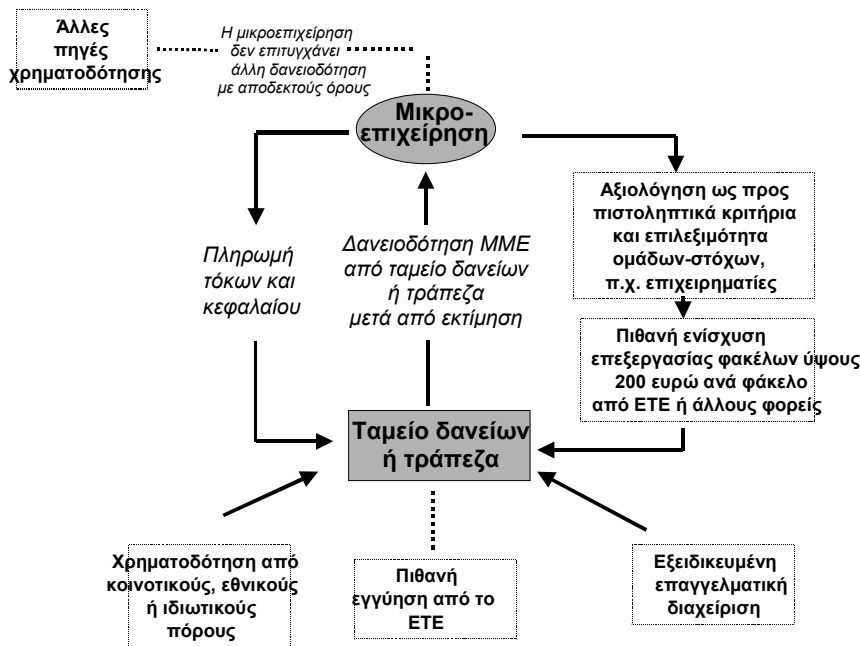 Άλλες
πηγές
χρηματοδότησης
Η μικροεπιχείρηση
δεν επιτυγχάνει
άλλη δανειοδότηση
με αποδεκτούς όρους
Μικρο-
επιχείρηση
Αξιολόγηση ως προς
πιστοληπτικά κριτήρια
και επιλεξιμότητα
ομάδων-στόχων,
π.χ. επιχειρηματίες
Πληρωμή
τόκων και
κεφαλαίου
Δανειοδότηση ΜΜΕ
από ταμείο δανείων
ή τράπεζα
μετά από εκτίμηση
Πιθανή ενίσχυση
επεξεργασίας φακέλων ύψους
200 ευρώ ανά φάκελο
από ΕΤΕ ή άλλους φορείς
Ταμείο δανείων
ή τράπεζα
Χρηματοδότηση από
κοινοτικούς, εθνικούς
ή ιδιωτικούς
πόρους
Πιθανή
εγγύηση από το
ΕΤΕ
Εξειδικευμένη
επαγγελματική
διαχείριση